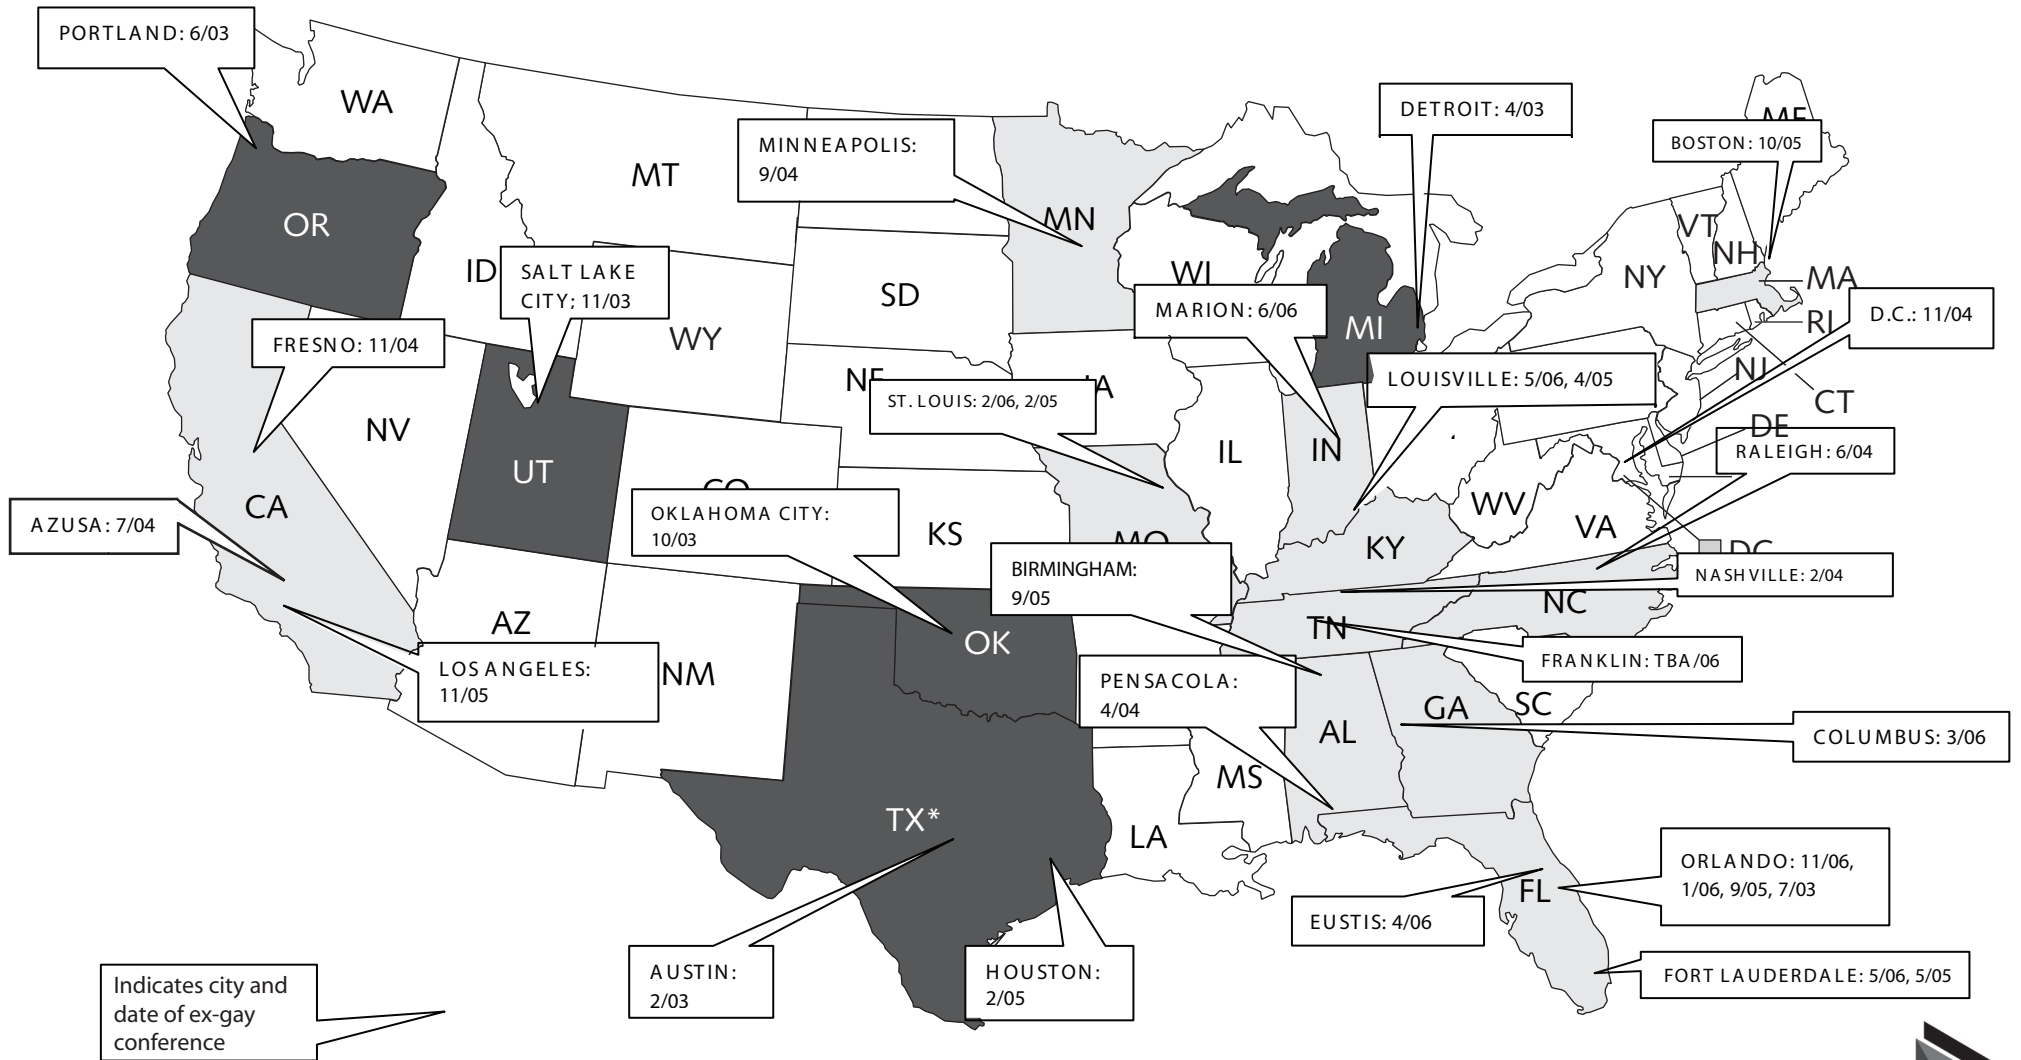 PORTLAND: 6/03
WA
MT
MINNEAPOLIS:
9/04
MN
DETROIT: 4/03
ME
BOSTON: 10/05
OR
ID
SALT LAKE
CITY: 11/03
WY
SD
WI
MARION: 6/06
MI
NY
VT
NH
MA
RI
D.C.: 11/04
FRESNO: 11/04
NV
UT
NE
IA
ST. LOUIS: 2/06, 2/05
IL
IN
LOUISVILLE: 5/06, 4/05
NJ
CT
DE
RALEIGH: 6/04
CA
AZUSA: 7/04
CO
OKLAHOMA CITY:
10/03
KS
MO
BIRMINGHAM:
9/05
KY
WV
VA
DC
NASHVILLE: 2/04
AZ
LOS ANGELES:
11/05
NM
OK
TN
NC
FRANKLIN: TBA/06
PENSACOLA:
4/04
AL
GA
SC
COLUMBUS: 3/06
TX*
MS
LA
FL
ORLANDO: 11/06,
1/06, 9/05, 7/03
EUSTIS: 4/06
FORT LAUDERDALE: 5/06, 5/05
AUSTIN:
2/03
HOUSTON:
2/05
Indicates city and
date of ex-gay
conference